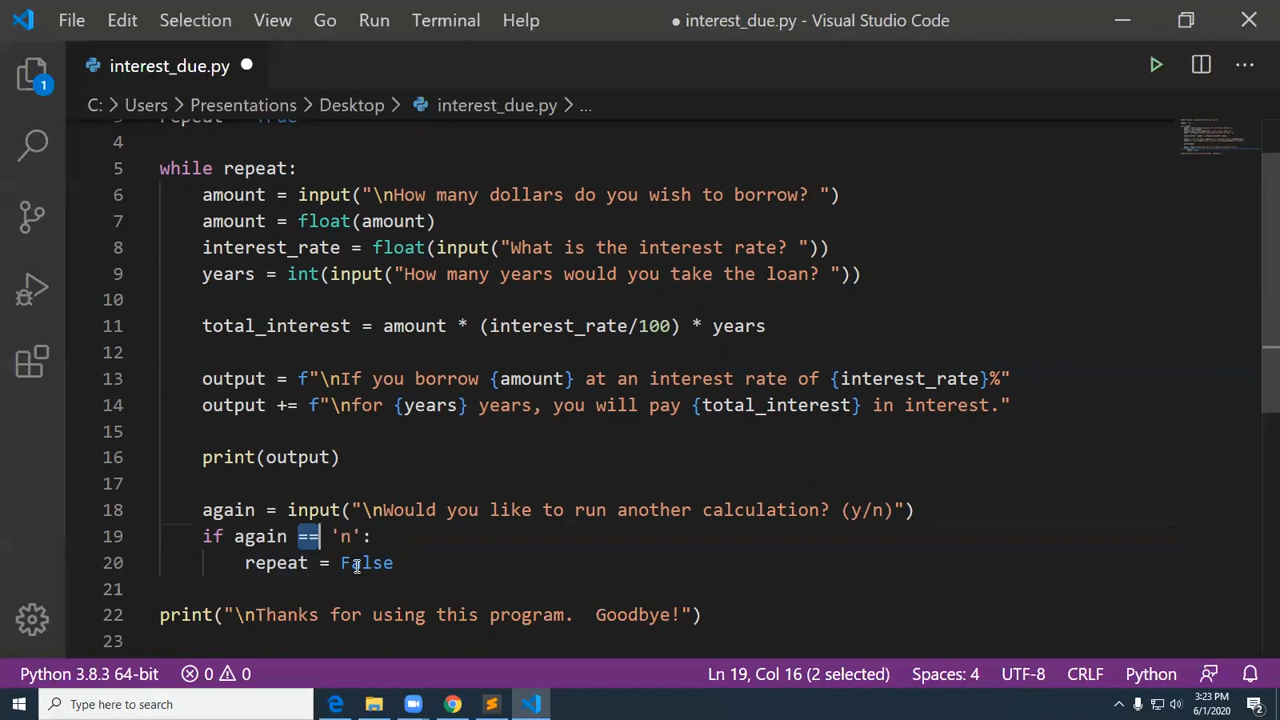 File Edit Selection View Go Run Terminal Help ● interest_due.py - Visual Studio Code
interest_due.py
1
C: > Users > Presentations > Desktop > interest_due.py > ...
3 repeat = True
4
5 while repeat:
6 amount = input("\nHow many dollars do you wish to borrow? ")
7 amount = float(amount)
8 interest_rate = float(input("What is the interest rate? "))
9 years = int(input("How many years would you take the loan? "))
10
11 total_interest = amount * (interest_rate/100) * years
12
13 output = f"\nIf you borrow {amount} at an interest rate of {interest_rate}%"
14 output += f"\nfor {years} years, you will pay {total_interest} in interest."
15
16 print(output)
17
18 again = input("\nWould you like to run another calculation? (y/n)")
19 if again == 'n':
20 repeat = False
21
22 print("\nThanks for using this program.  Goodbye!")
23
Python 3.8.3 64-bit 0 0 Ln 19, Col 16 (2 selected) Spaces: 4 UTF-8 CRLF Python
Type here to search
3:23 PM
6/1/2020
2